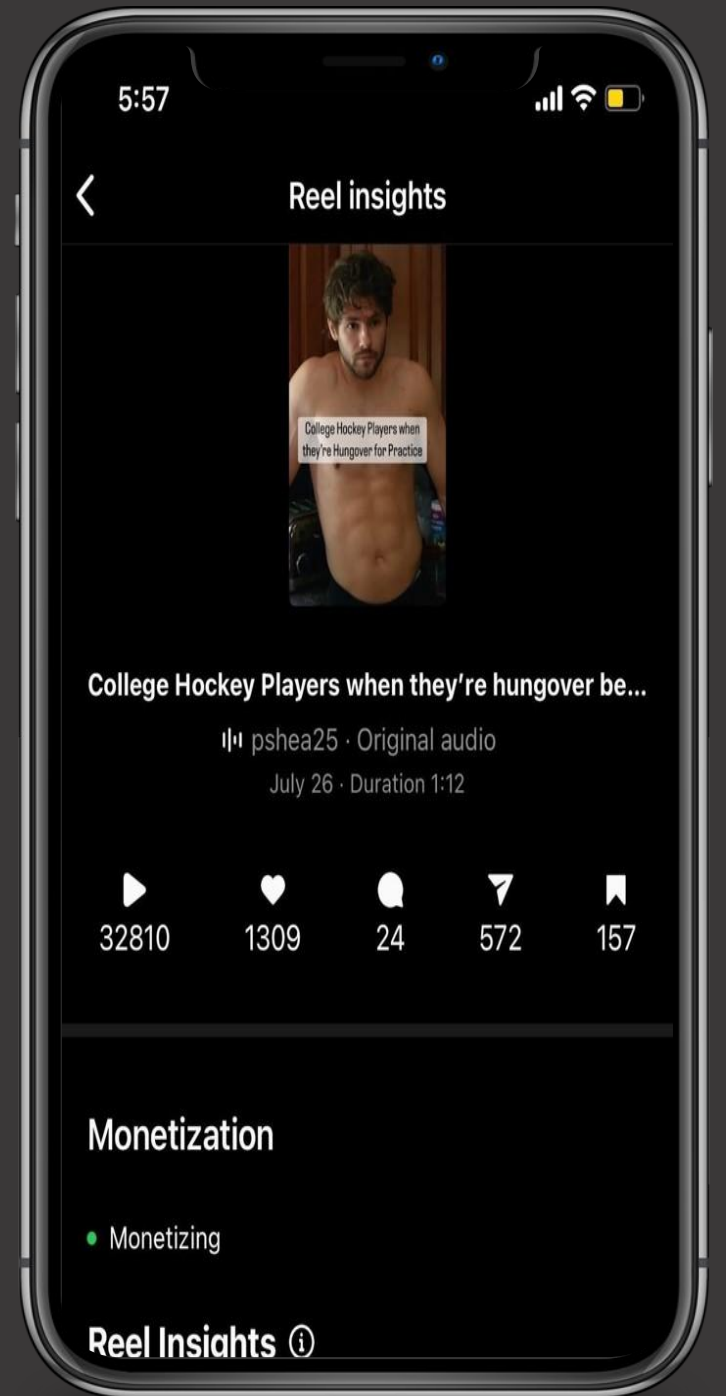 5:57
Reel insights
College Hockey Players when
they're Hungover for Practice
College Hockey Players when they're hungover be...
pshea25 · Original audio
July 26 · Duration 1:12
32810 1309 24 572 157
Monetization
Monetizing
Reel Insights